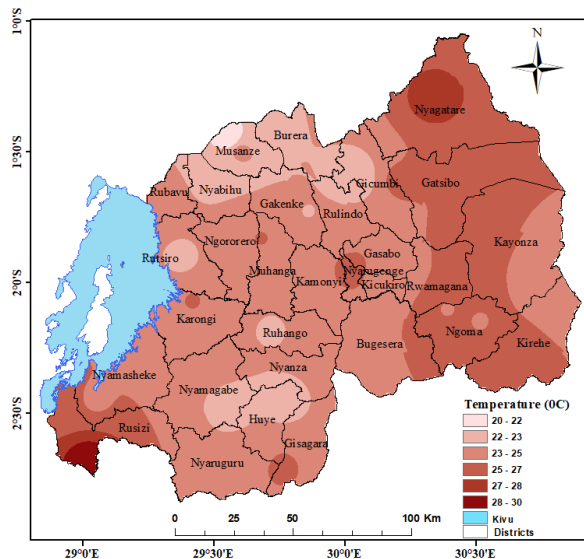 1°0'S
N
Nyagatare
Burera
Musanze
1°30'S
Gicumbi
Gatsibo
Rubavu
Nyabihu
Gakenke
Rulindo
Kayonza
Ngororero
Gasabo
Rutsiro
Nyarugenge
Muhanga
Kamonyi
Kicukiro
Rwamagana
2°0'S
Karongi
Ruhango
Ngoma
Bugesera
Kirehe
Nyanza
Nyamasheke
Nyamagabe
2°30'S
Huye
Rusizi
Gisagara
Nyaruguru
Temperature (0C)
20 - 22
22 - 23
23 - 25
25 - 27
27 - 28
28 - 30
Kivu
Districts
0 25 50 100 Km
29°0'E 29°30'E 30°0'E 30°30'E